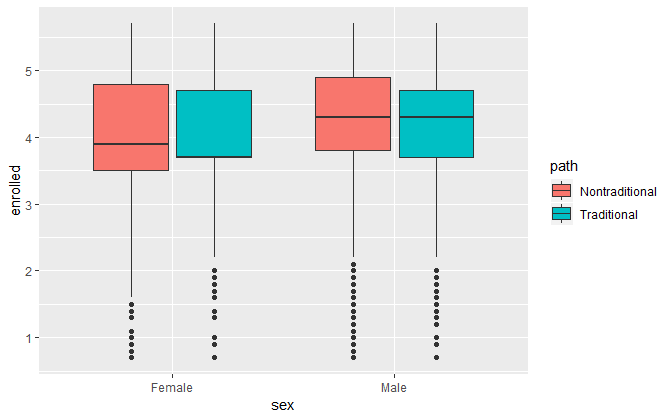 5
4
3
2
1
enrolled
Female
Male
sex
path
Nontraditional
Traditional